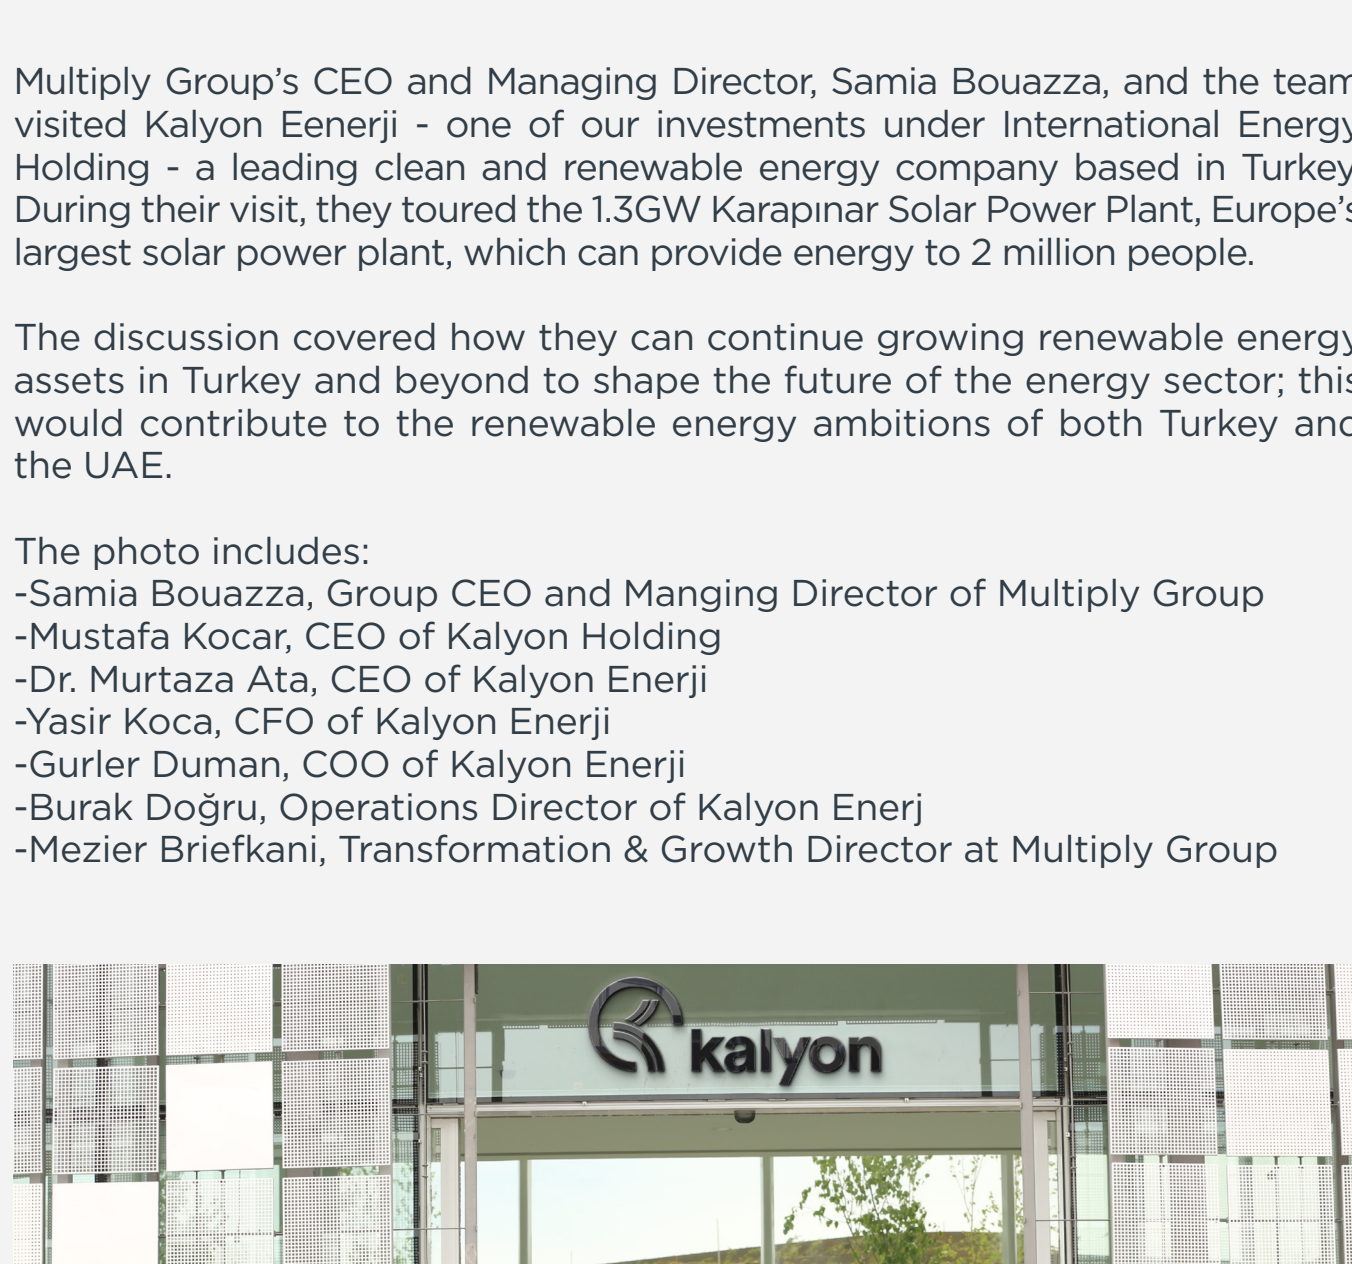 Multiply Group’s CEO and Managing Director, Samia Bouazza, and the team
visited Kalyon Eenerji - one of our investments under International Energy
Holding - a leading clean and renewable energy company based in Turkey
During their visit, they toured the 1.3GW Karapınar Solar Power Plant, Europe’s
largest solar power plant, which can provide energy to 2 million people.
The discussion covered how they can continue growing renewable energy
assets in Turkey and beyond to shape the future of the energy sector; this
would contribute to the renewable energy ambitions of both Turkey and
the UAE.
The photo includes:
-Samia Bouazza, Group CEO and Manging Director of Multiply Group
-Mustafa Kocar, CEO of Kalyon Holding
-Dr. Murtaza Ata, CEO of Kalyon Enerji
-Yasir Koca, CFO of Kalyon Enerji
-Gurler Duman, COO of Kalyon Enerji
-Burak Doğru, Operations Director of Kalyon Enerj
-Mezier Briefkani, Transformation & Growth Director at Multiply Group
kalyon